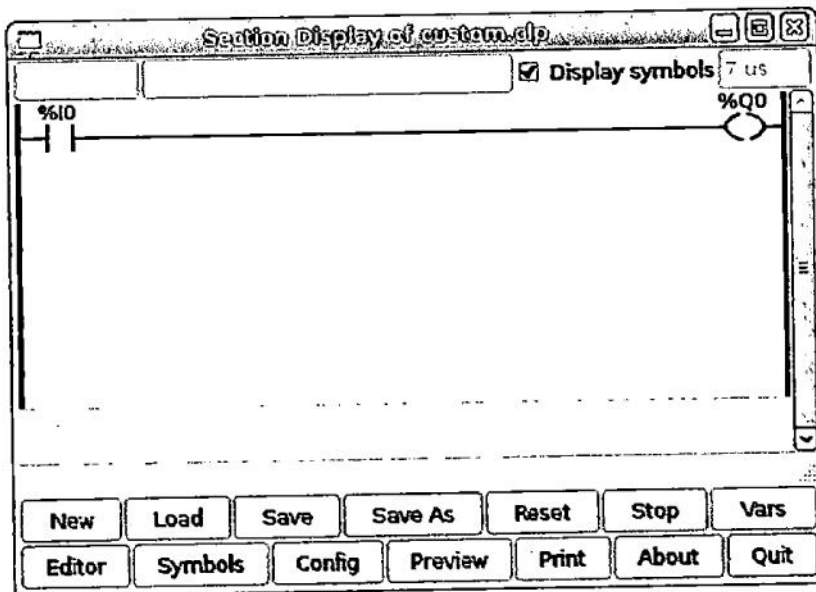 Section Display of custom.clp
Display symbols 7 us
%I0 %Q0
New Load Save Save As Reset Stop Vars
Editor Symbols Config Preview Print About Quit